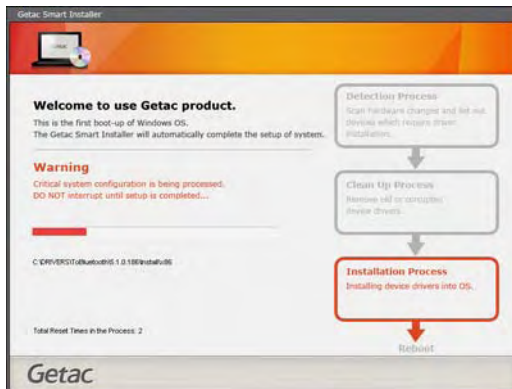 Getac Smart Installer
Welcome to use Getac product.
This is the first boot-up of Windows OS.
The Getac Smart Installer will automatically complete the setup of system.
Warning
Critical system configuration is being processed.
DO NOT interrupt until setup is completed...
Total Reset Times in the Process: 2
Detection Process
Scan hardware changes and list out
devices which require driver
installation.
Clean Up Process
Remove old or corrupted
device drivers.
Installation Process
Installing device drivers into OS.
Reboot
Getac